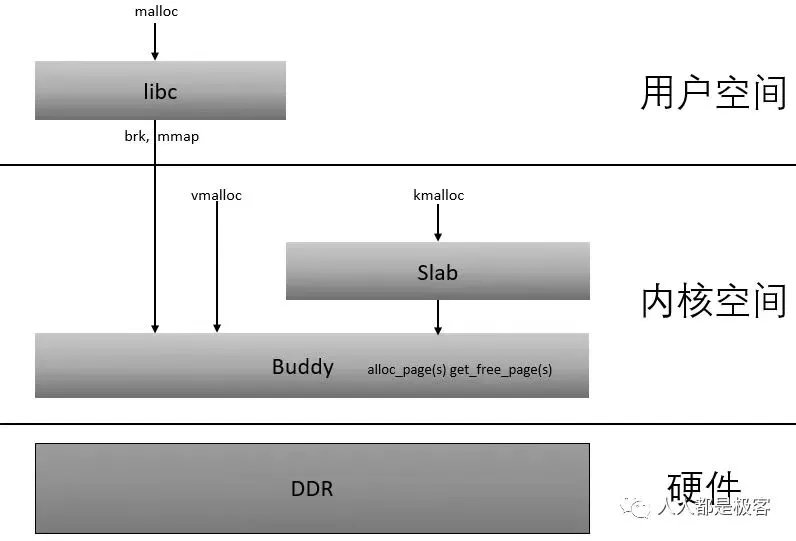 malloc
libc
用户空间
brk, mmap
vmalloc
kmalloc
Slab
内核空间
Buddy alloc_page(s) get_free_page(s)
DDR
硬件
人人都是极客